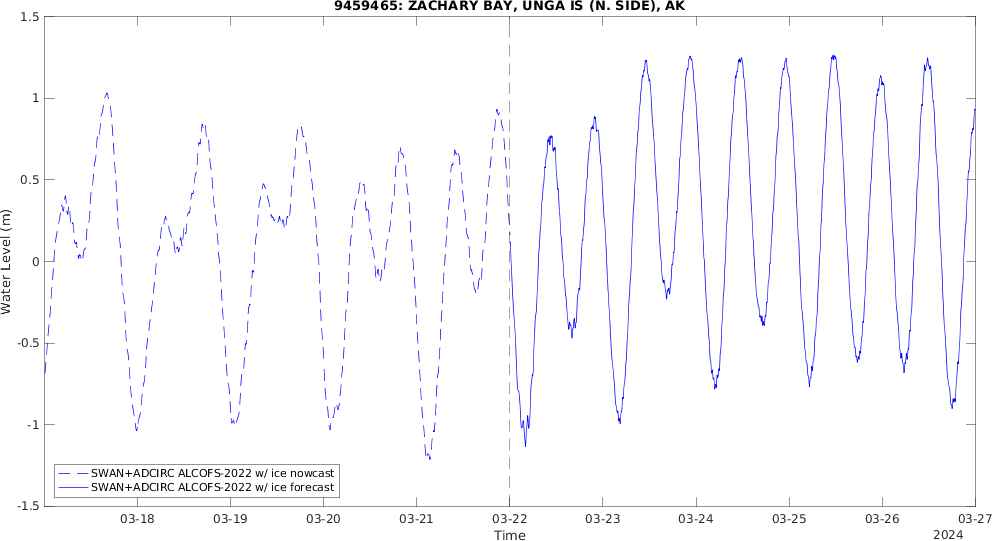 9459465: ZACHARY BAY, UNGA IS (N. SIDE), AK
1.5
1
0.5
0
-0.5
-1
-1.5
Water Level (m)
SWAN+ADCIRC ALCOFS-2022 w/ ice nowcast
SWAN+ADCIRC ALCOFS-2022 w/ ice forecast
03-18 03-19 03-20 03-21 03-22 03-23 03-24 03-25 03-26 03-27
Time
2024